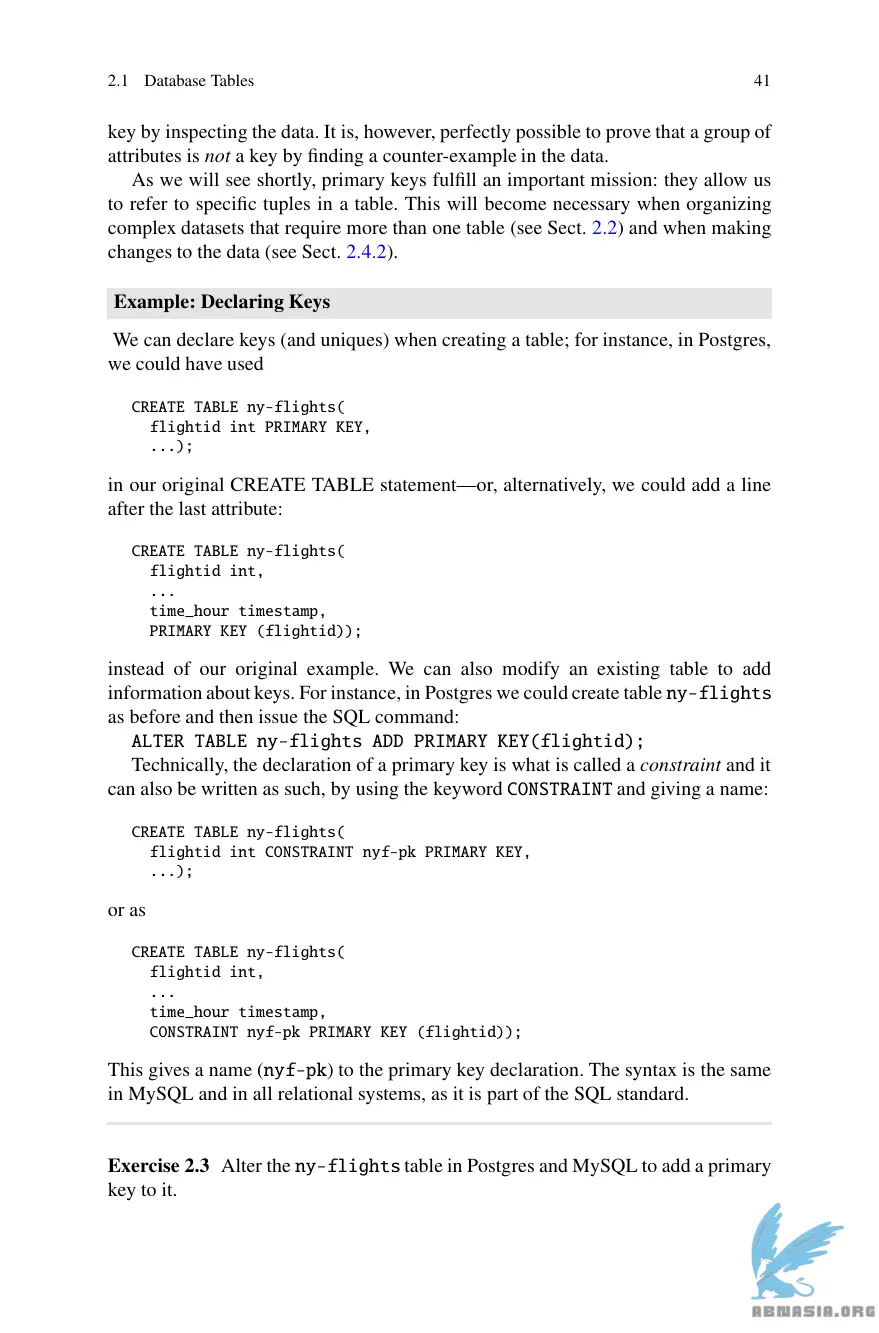 2.1 Database Tables 41
key by inspecting the data. It is, however, perfectly possible to prove that a group of
attributes is not a key by finding a counter-example in the data.
As we will see shortly, primary keys fulfill an important mission: they allow us
to refer to specific tuples in a table. This will become necessary when organizing
complex datasets that require more than one table (see Sect. 2.2) and when making
changes to the data (see Sect. 2.4.2).
Example: Declaring Keys
We can declare keys (and uniques) when creating a table; for instance, in Postgres,
we could have used
CREATE TABLE ny-flights(
flightid int PRIMARY KEY,
...);
in our original CREATE TABLE statement—or, alternatively, we could add a line
after the last attribute:
CREATE TABLE ny-flights(
flightid int,
...
time_hour timestamp,
PRIMARY KEY (flightid));
instead of our original example. We can also modify an existing table to add
information about keys. For instance, in Postgres we could create table ny-flights
as before and then issue the SQL command:
ALTER TABLE ny-flights ADD PRIMARY KEY(flightid);
Technically, the declaration of a primary key is what is called a constraint and it
can also be written as such, by using the keyword CONSTRAINT and giving a name:
CREATE TABLE ny-flights(
flightid int CONSTRAINT nyf-pk PRIMARY KEY,
...);
or as
CREATE TABLE ny-flights(
flightid int,
...
time_hour timestamp,
CONSTRAINT nyf-pk PRIMARY KEY (flightid));
This gives a name (nyf-pk) to the primary key declaration. The syntax is the same
in MySQL and in all relational systems, as it is part of the SQL standard.
Exercise 2.3 Alter the ny-flights table in Postgres and MySQL to add a primary
key to it.
ABNASIA.ORG